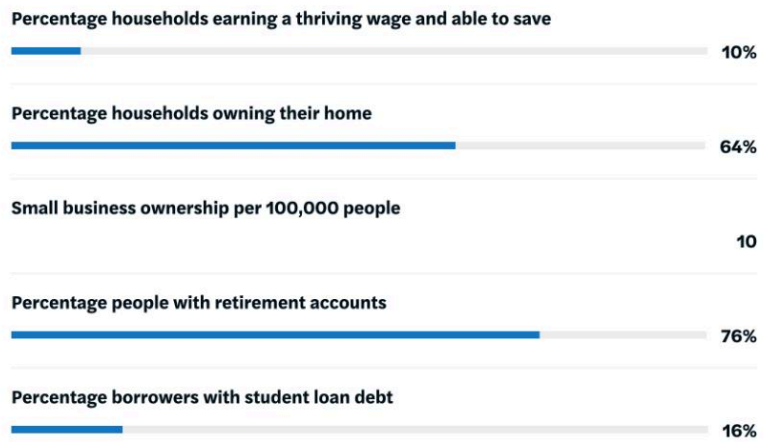 Percentage households earning a thriving wage and able to save
10%
Percentage households owning their home
64%
Small business ownership per 100,000 people
10
Percentage people with retirement accounts
76%
Percentage borrowers with student loan debt
16%